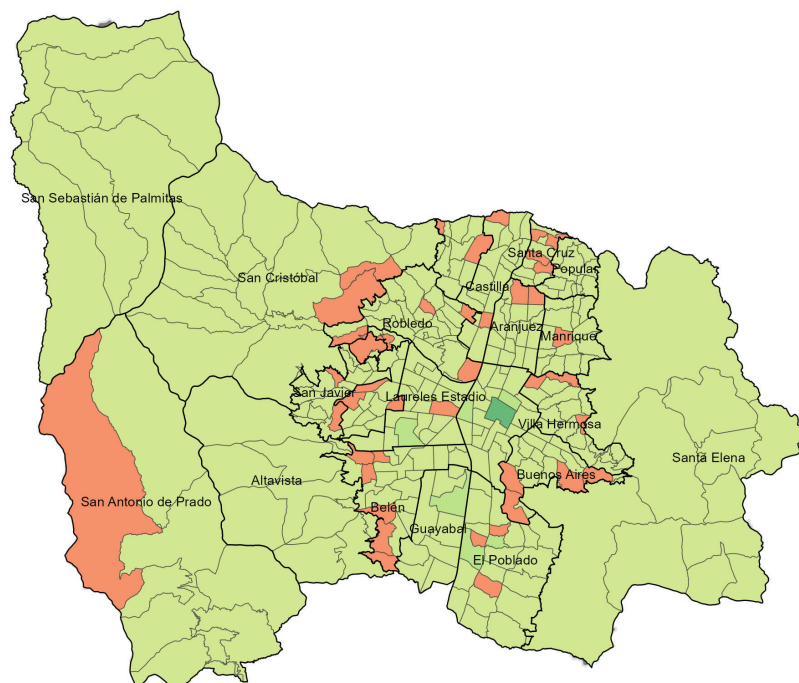 San Sebastián de Palmitas
Santa Cruz
Popular
San Cristóbal
Castilla
Robledo
Aranjuez
Manrique
San Javier
Laureles Estadio
Villa Hermosa
Santa Elena
Buenos Aires
Altavista
San Antonio de Prado
Belén
Guayabal
El Poblado